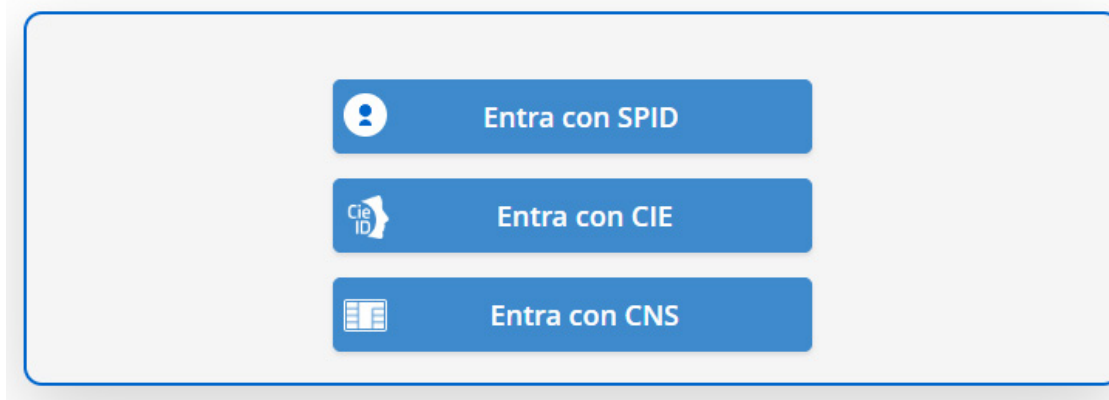 Entra con SPID
Cie
ID
Entra con CIE
Entra con CNS